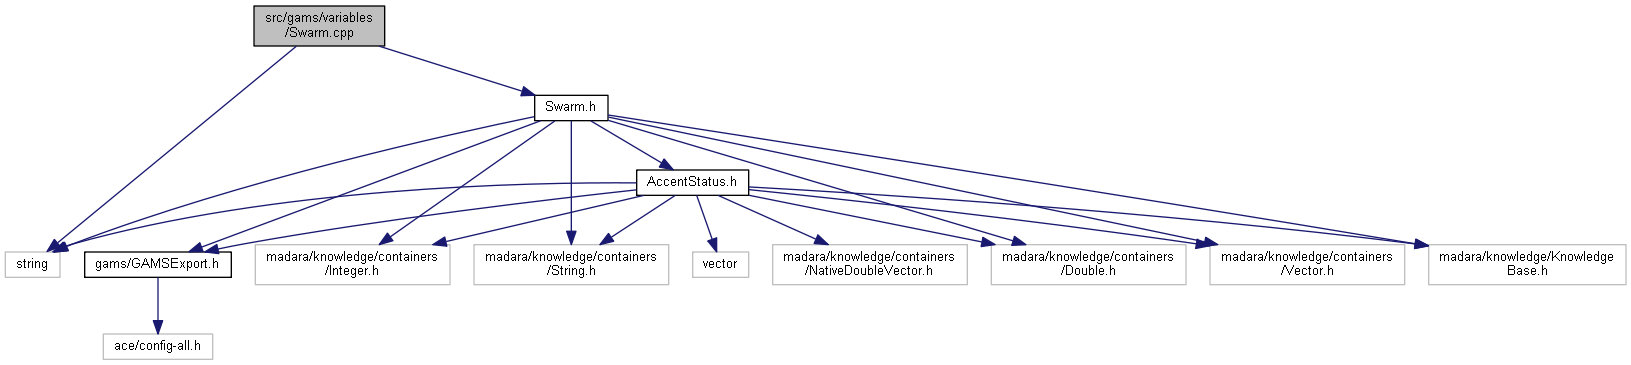 src/gams/variables
/Swarm.cpp
Swarm.h
AccentStatus.h
string
gams/GAMSExport.h
madara/knowledge/containers
/Integer.h
madara/knowledge/containers
/String.h
vector
madara/knowledge/containers
/NativeDoubleVector.h
madara/knowledge/containers
/Double.h
madara/knowledge/containers
/Vector.h
madara/knowledge/Knowledge
Base.h
ace/config-all.h